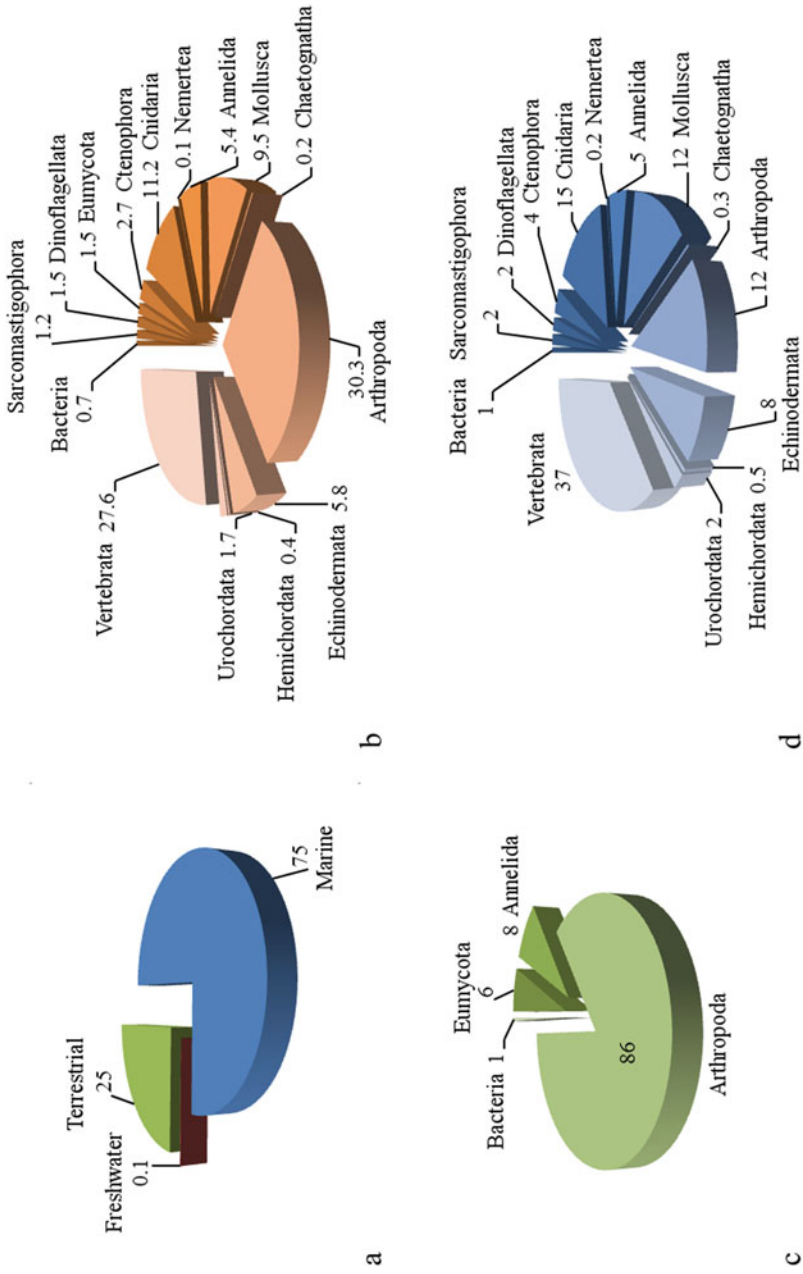 a
Freshwater
0.1
Terrestrial
25
75
Marine
b
Sarcomastigophora
1.2
Bacteria
0.7
1.5 Dinoflagellata
1.5 Eumycota
2.7 Ctenophora
11.2 Cnidaria
0.1 Nemertea
5.4 Annelida
9.5 Mollusca
0.2 Chaetognatha
30.3
Arthropoda
5.8
Echinodermata
Hemichordata 0.4
Urochordata 1.7
Vertebrata 27.6
c
Bacteria 1
Eumycota
6
8 Annelida
86
Arthropoda
d
Bacteria
1
Sarcomastigophora
2
2 Dinoflagellata
4 Ctenophora
15 Cnidaria
0.2 Nemertea
5 Annelida
12 Mollusca
0.3 Chaetognatha
12 Arthropoda
8
Echinodermata
Hemichordata 0.5
Urochordata 2
Vertebrata
37